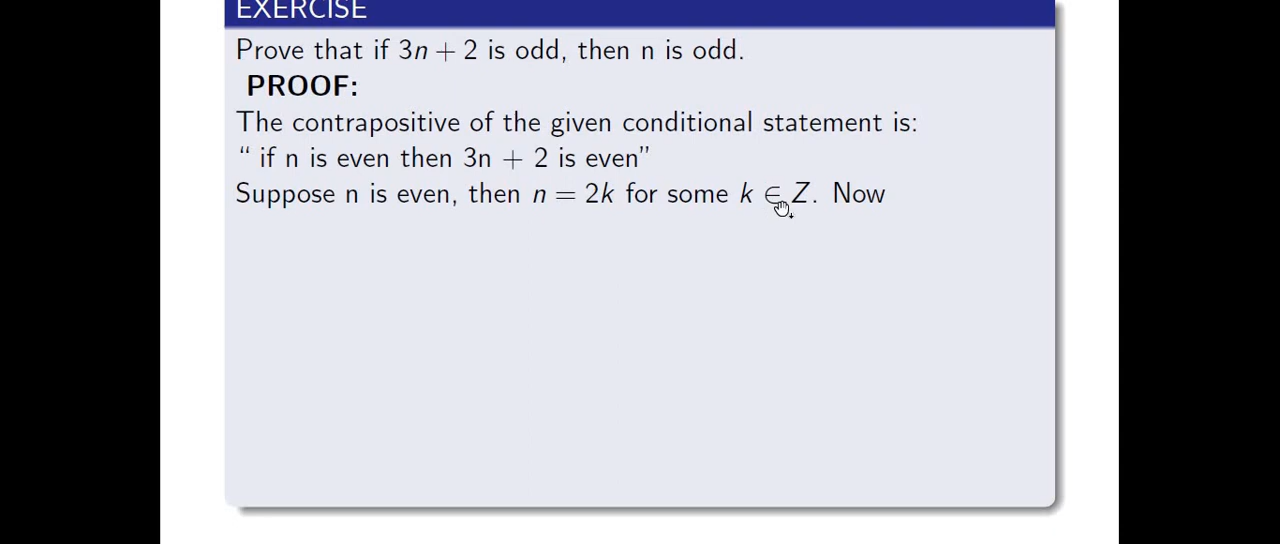 EXERCISE
Prove that if 3n + 2 is odd, then n is odd.
PROOF:
The contrapositive of the given conditional statement is:
“ if n is even then 3n + 2 is even”
Suppose n is even, then n = 2k for some k ∈ Z. Now